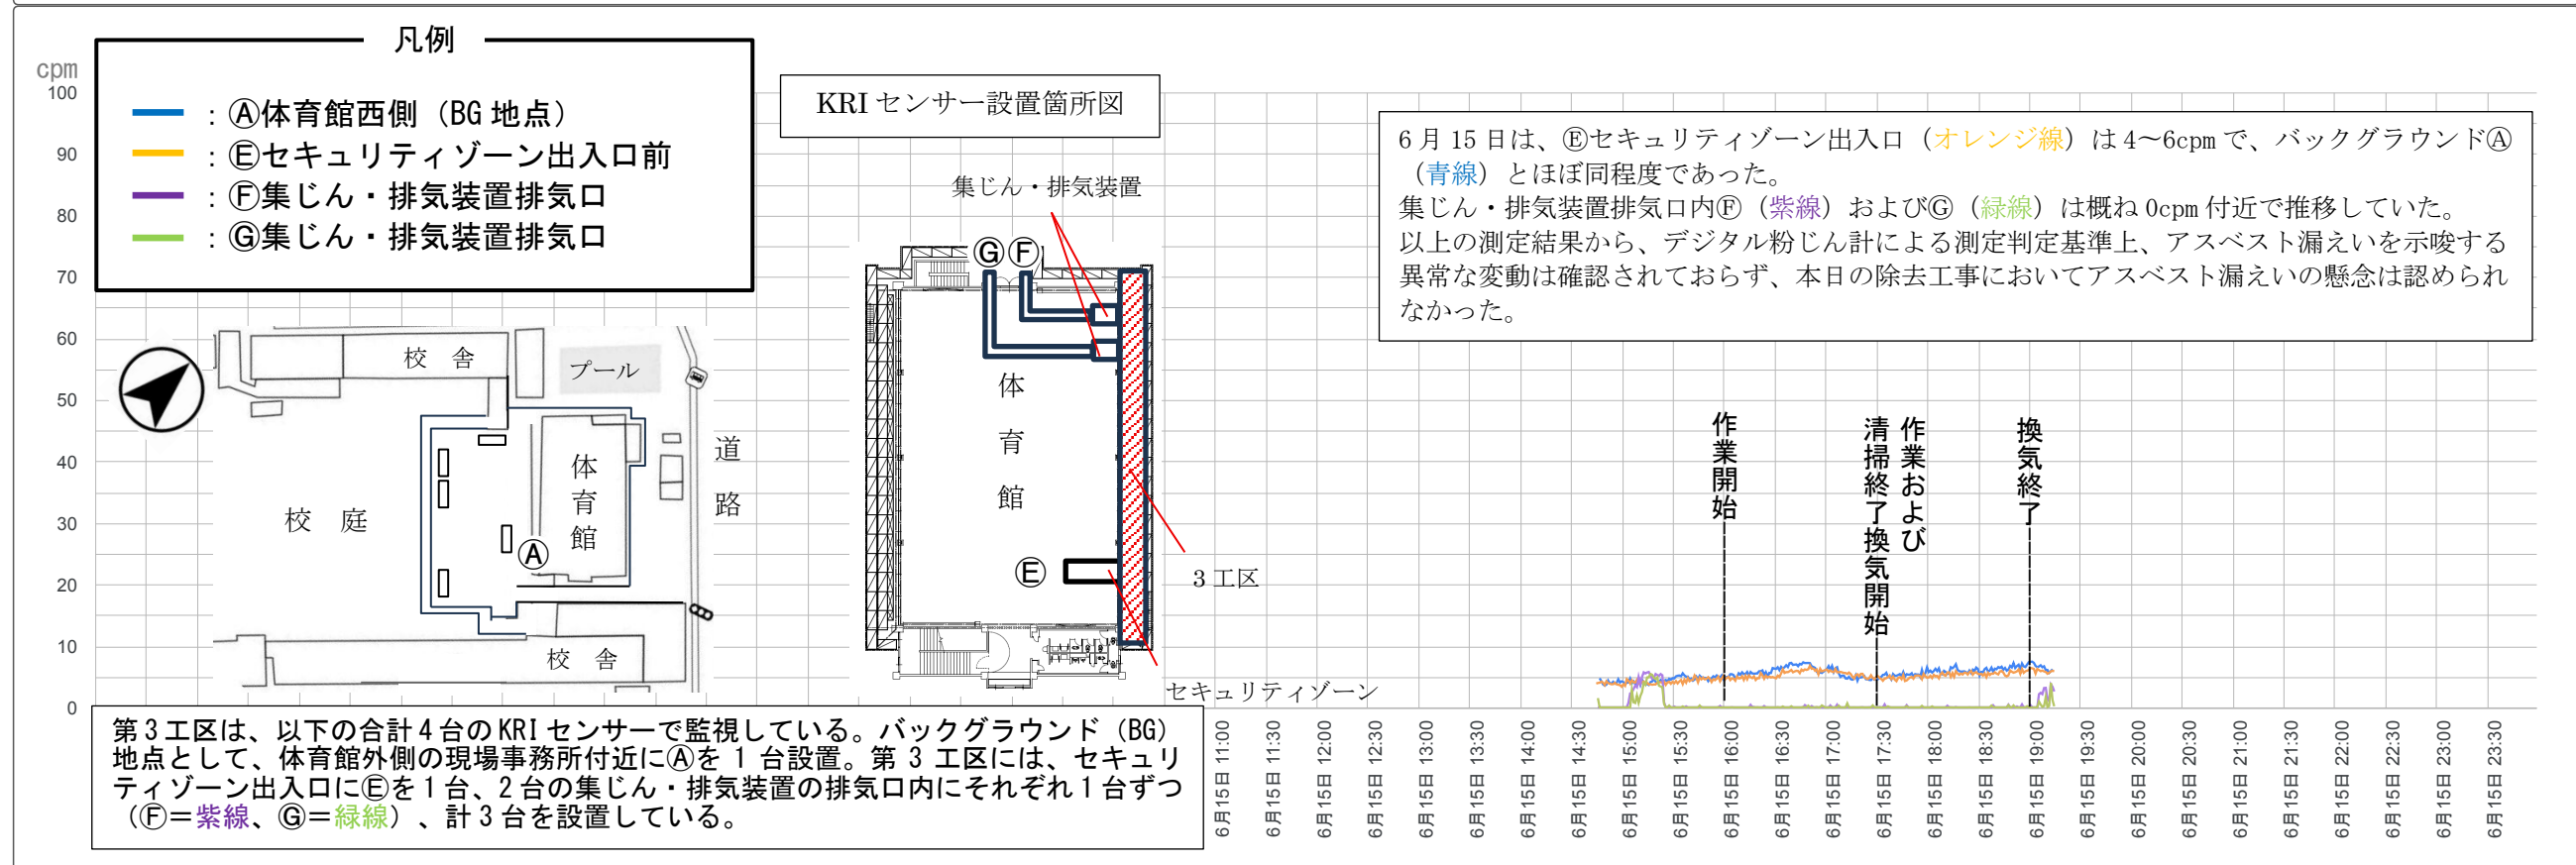 凡例
cpm
100
90
80
70
60
50
40
30
20
10
0
：Ⓐ体育館西側（BG 地点）
：Ⓔセキュリティゾーン出入口前
：Ⓕ集じん・排気装置排気口
：Ⓖ集じん・排気装置排気口
KRI センサー設置箇所図
集じん・排気装置
Ⓖ Ⓕ
体育館
Ⓔ
3 工区
セキュリティゾーン
校 舎
プール
道路
体育館
校 庭
Ⓐ
校 舎
6 月 15 日は、Ⓔセキュリティゾーン出入口（オレンジ線）は 4～6cpm で、バックグラウンドⒶ
（青線）とほぼ同程度であった。
集じん・排気装置排気口内Ⓕ（紫線）およびⒼ（緑線）は概ね 0cpm 付近で推移していた。
以上の測定結果から、デジタル粉じん計による測定判定基準上、アスベスト漏えいを示唆する
異常な変動は確認されておらず、本日の除去工事においてアスベスト漏えいの懸念は認められ
なかった。
作業開始
作業および
清掃終了換気開始
換気終了
第 3 工区は、以下の合計 4 台の KRI センサーで監視している。バックグラウンド（BG）
地点として、体育館外側の現場事務所付近にⒶを 1 台設置。第 3 工区には、セキュリ
ティゾーン出入口にⒺを 1 台、2 台の集じん・排気装置の排気口内にそれぞれ 1 台ずつ
（Ⓕ＝紫線、Ⓖ＝緑線）、計 3 台を設置している。
6月15日 11:00
6月15日 11:30
6月15日 12:00
6月15日 12:30
6月15日 13:00
6月15日 13:30
6月15日 14:00
6月15日 14:30
6月15日 15:00
6月15日 15:30
6月15日 16:00
6月15日 16:30
6月15日 17:00
6月15日 17:30
6月15日 18:00
6月15日 18:30
6月15日 19:00
6月15日 19:30
6月15日 20:00
6月15日 20:30
6月15日 21:00
6月15日 21:30
6月15日 22:00
6月15日 22:30
6月15日 23:00
6月15日 23:30